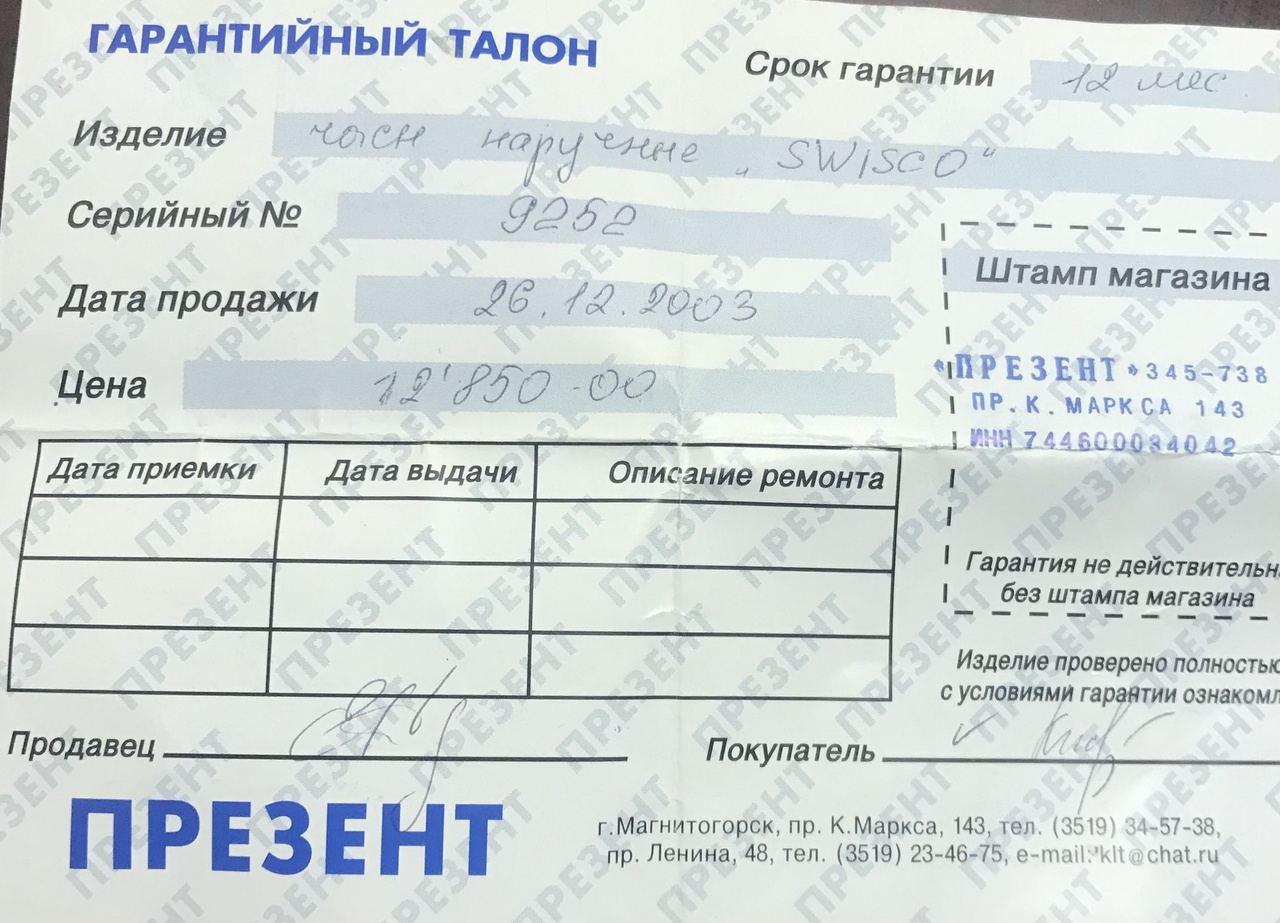 ГАРАНТИЙНЫЙ ТАЛОН
Срок гарантии 12 мес
Изделие часы наручные „SWISCO“
Серийный № 9252
Дата продажи 26.12.2003
Цена 12'850-00
Штамп магазина
«ПРЕЗЕНТ» 345-738
ПР. К. МАРКСА 143
ИНН 744600034042
Гарантия не действительна
без штампа магазина
Дата приемки Дата выдачи Описание ремонта
Изделие проверено полностью
с условиями гарантии ознакомл
Продавец
Покупатель
ПРЕЗЕНТ
г.Магнитогорск, пр. К.Маркса, 143, тел. (3519) 34-57-38,
пр. Ленина, 48, тел. (3519) 23-46-75, e-mail: klt@chat.ru